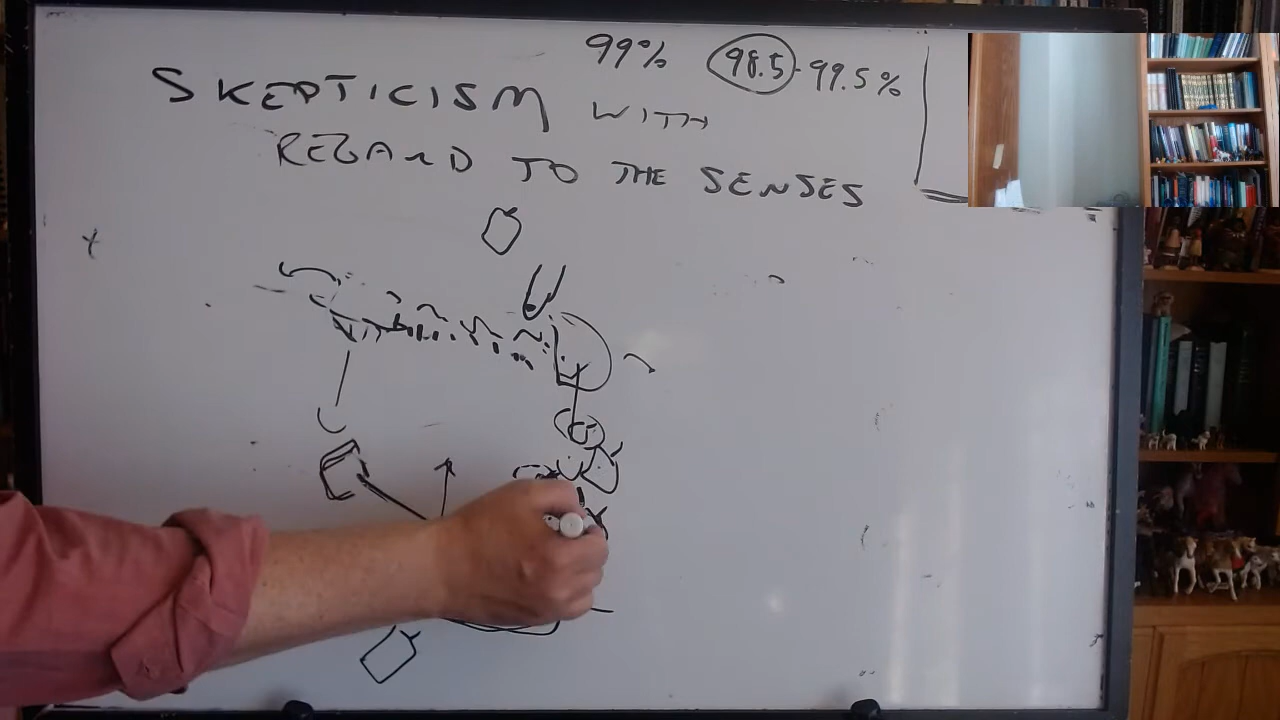 99% 98.5-99.5%
SKEPTICISM WITH
REGARD TO THE SENSES